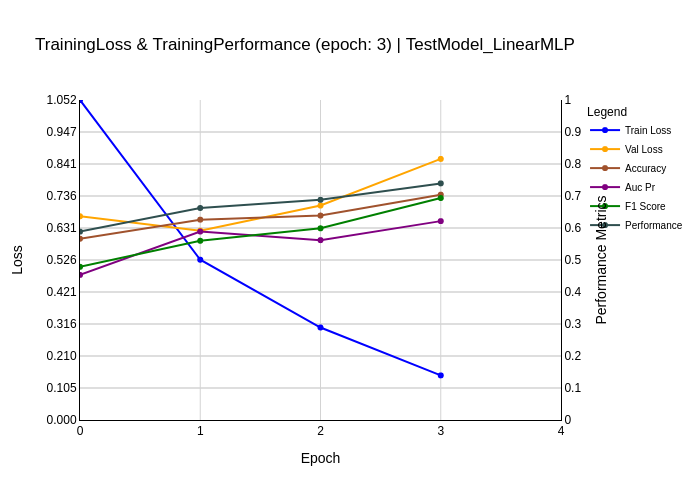 TrainingLoss & TrainingPerformance (epoch: 3) | TestModel_LinearMLP
1.052
0.947
0.841
0.736
0.631
0.526
0.421
0.316
0.210
0.105
0.000
Loss
0
1
2
3
4
Epoch
1
0.9
0.8
0.7
0.6
0.5
0.4
0.3
0.2
0.1
0
Performance Metrics
Legend
Train Loss
Val Loss
Accuracy
Auc Pr
F1 Score
Performance